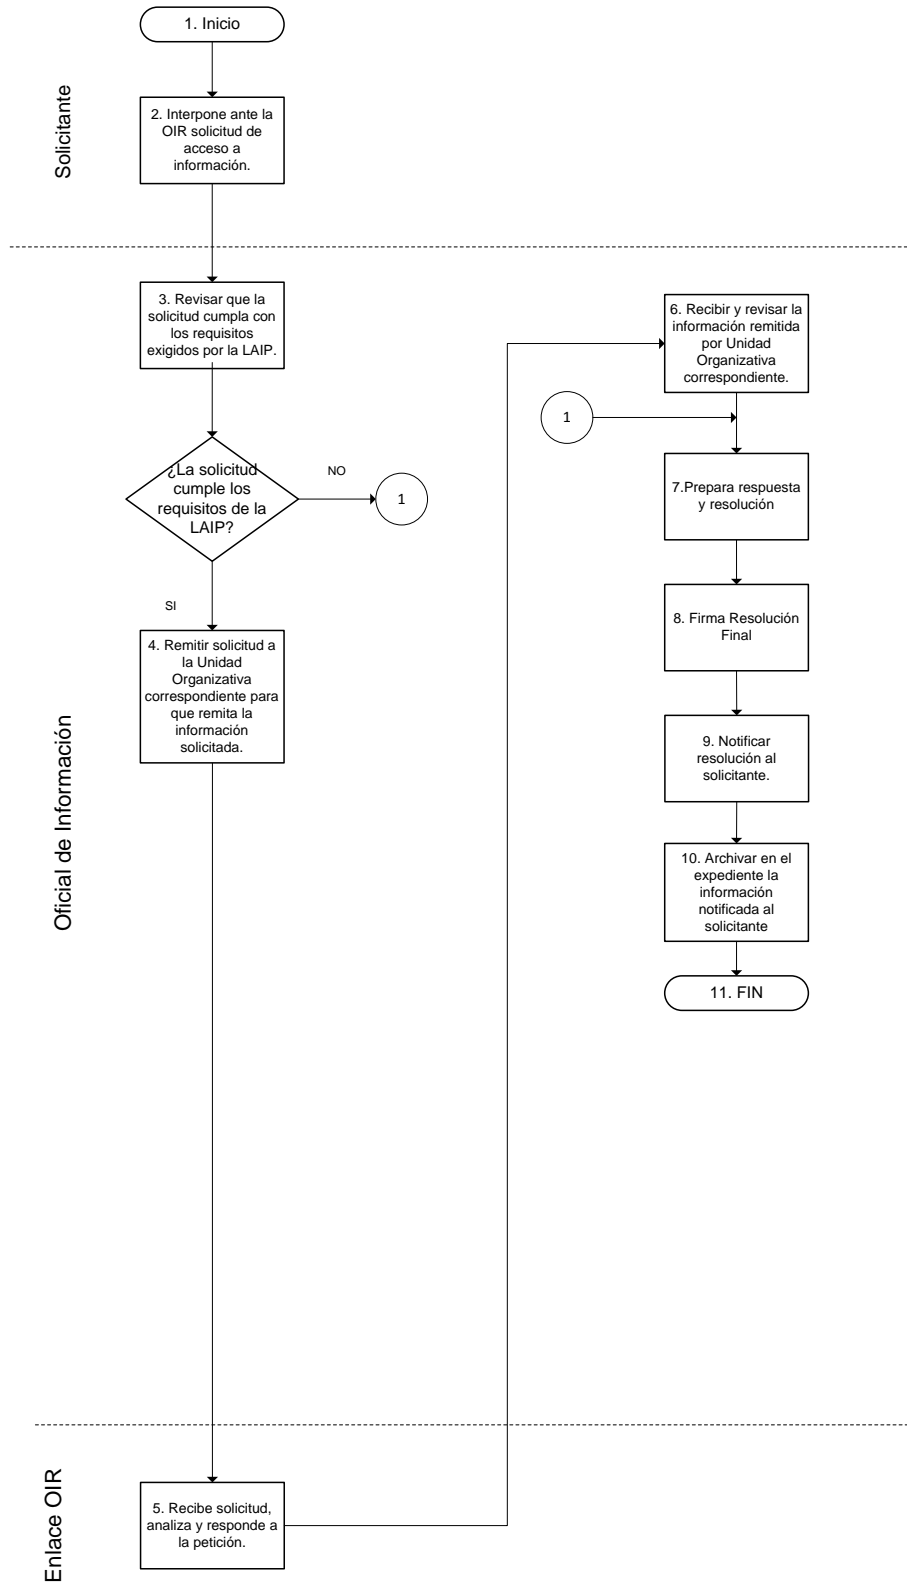 Solicitante
1. Inicio
2. Interpone ante la
OIR solicitud de
acceso a
información.
Oficial de Información
3. Revisar que la
solicitud cumpla con
los requisitos
exigidos por la LAIP.
¿La solicitud
cumple los
requisitos de la
LAIP?
NO
1
SI
4. Remitir solicitud a
la Unidad
Organizativa
correspondiente para
que remita la
información
solicitada.
Enlace OIR
5. Recibe solicitud,
analiza y responde a
la petición.
6. Recibir y revisar la
información remitida
por Unidad
Organizativa
correspondiente.
1
7.Prepara respuesta
y resolución
8. Firma Resolución
Final
9. Notificar
resolución al
solicitante.
10. Archivar en el
expediente la
información
notificada al
solicitante
11. FIN